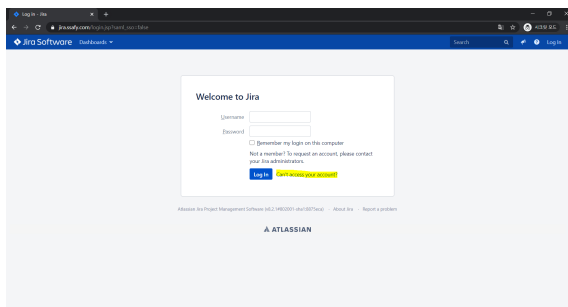 Log in - Jira
jira.ssafy.com/login.jsp?saml_sso=false
Jira Software Dashboards Search Log In
Welcome to Jira
Username
Password
Remember my login on this computer
Not a member? To request an account, please contact
your Jira administrators.
Log In Can't access your account?
Atlassian Jira Project Management Software · About Jira · Report a problem
ATLASSIAN